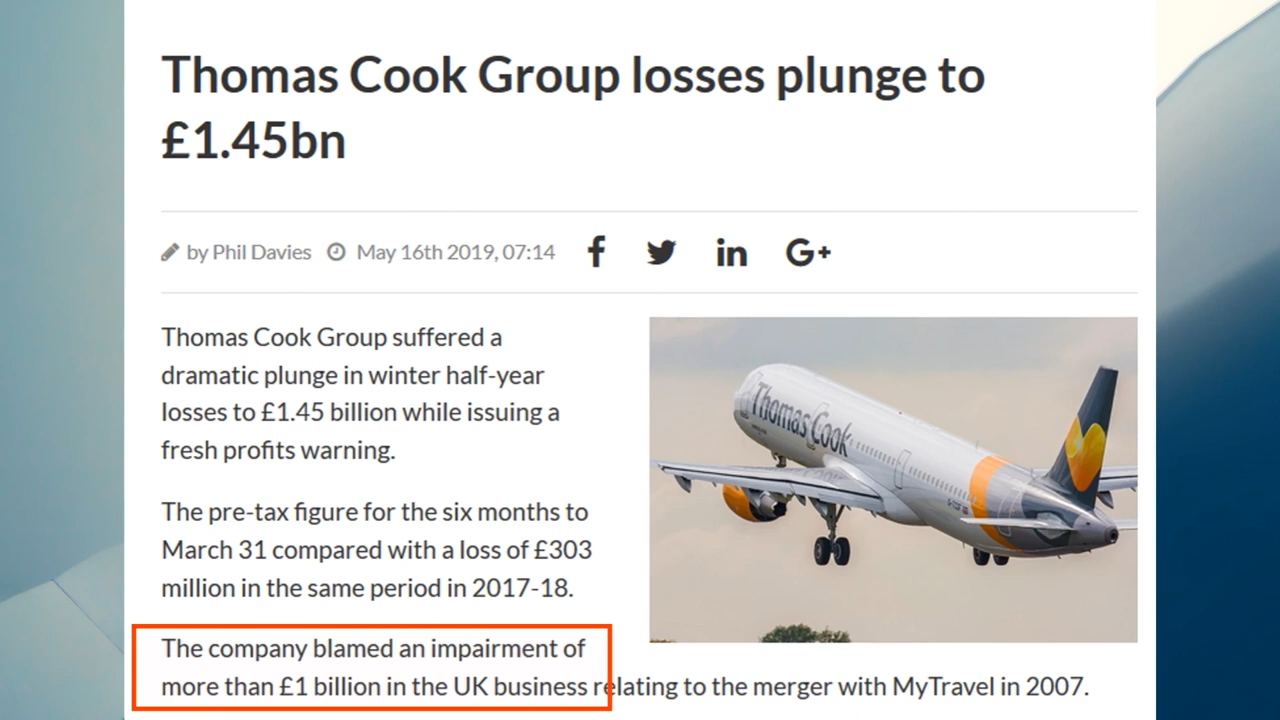 Thomas Cook Group losses plunge to
£1.45bn
by Phil Davies May 16th 2019, 07:14
Thomas Cook Group suffered a
dramatic plunge in winter half-year
losses to £1.45 billion while issuing a
fresh profits warning.
Thomas Cook
The pre-tax figure for the six months to
March 31 compared with a loss of £303
million in the same period in 2017-18.
The company blamed an impairment of
more than £1 billion in the UK business relating to the merger with MyTravel in 2007.